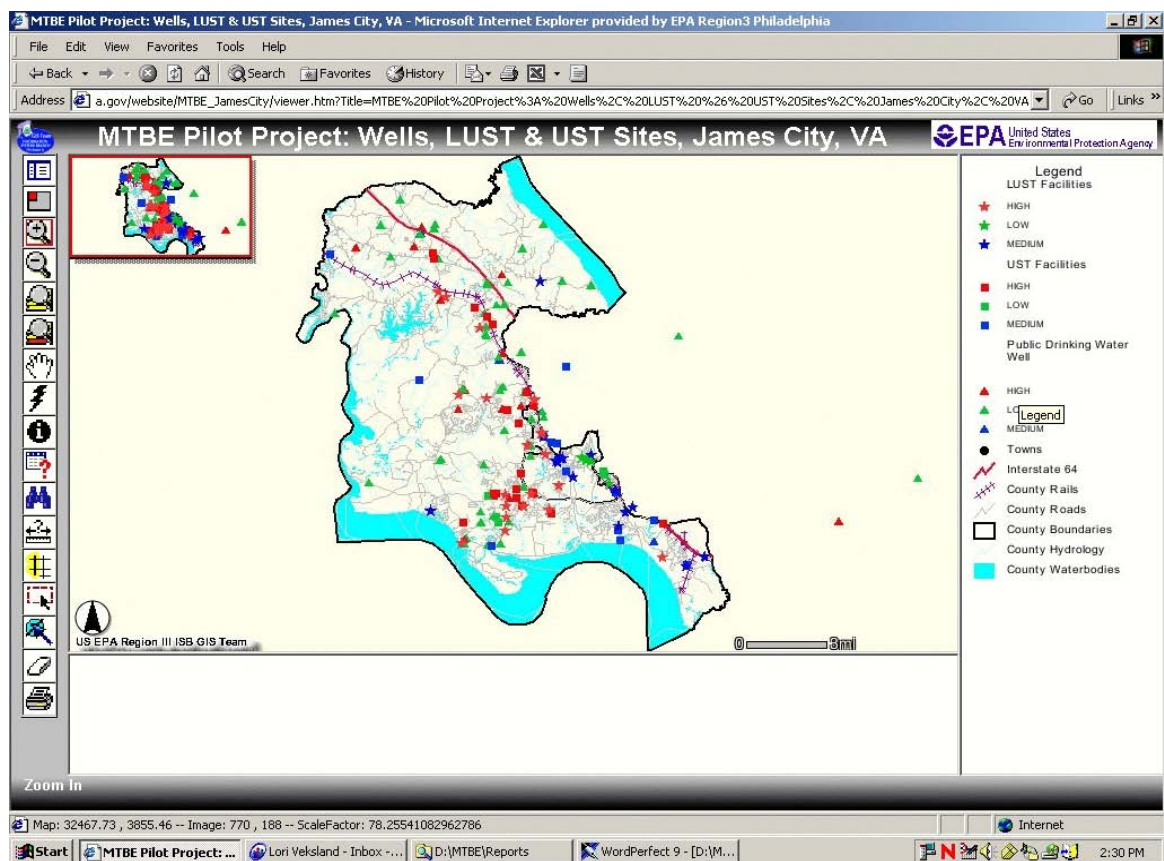 MTBE Pilot Project: Wells, LUST & UST Sites, James City, VA - Microsoft Internet Explorer provided by EPA Region3 Philadelphia
File Edit View Favorites Tools Help
Back Search Favorites History
Address a.gov/website/MTBE_JamesCity/viewer.htm?Title=MTBE%20Pilot%20Project%3A%20Wells%2C%20LUST%20%26%20UST%20Sites%2C%20James%20City%2C%20VA Go Links »
MTBE Pilot Project: Wells, LUST & UST Sites, James City, VA
EPA United States
Environmental Protection Agency
Legend
LUST Facilities
HIGH
LOW
MEDIUM
UST Facilities
HIGH
LOW
MEDIUM
Public Drinking Water
Well
HIGH
LO Legend
MEDIUM
Towns
Interstate 64
County Rails
County Roads
County Boundaries
County Hydrology
County Waterbodies
US EPA Region III ISB GIS Team
0 3mi
Zoom In
Map: 32467.73 , 3855.46 -- Image: 770 , 188 -- ScaleFactor: 78.25541082962786
Internet
Start MTBE Pilot Project: ... Lori Veksland - Inbox -... D:\MTBE\Reports WordPerfect 9 - [D:\M... 2:30 PM